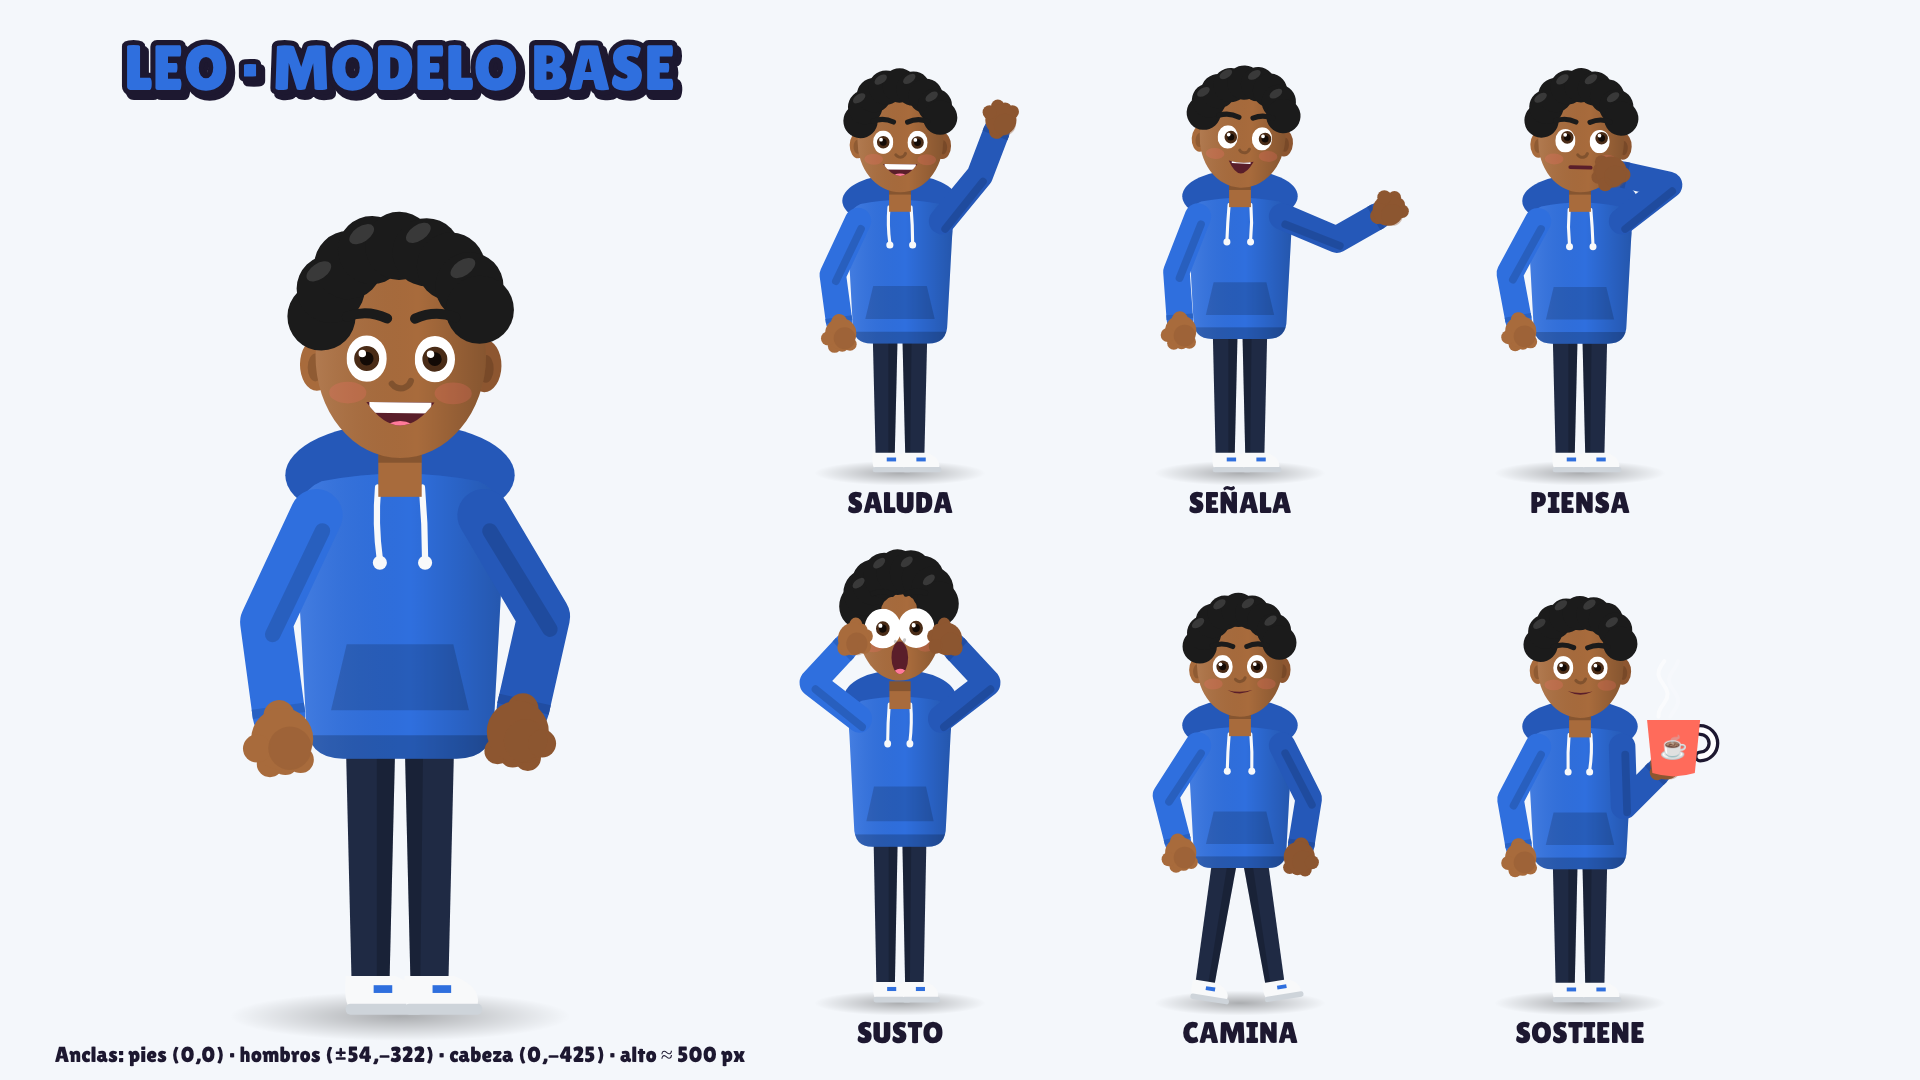 LEO · MODELO BASE
SALUDA
SEÑALA
PIENSA
SUSTO
CAMINA
SOSTIENE
Anclas: pies (0,0) · hombros (±54,−322) · cabeza (0,−425) · alto ≈ 500 px